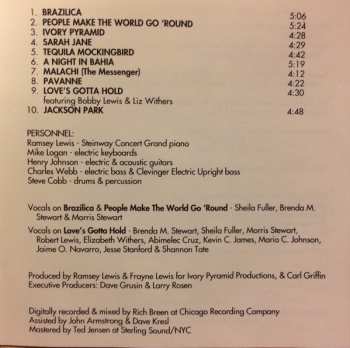 1. BRAZILICA 5:06
2. PEOPLE MAKE THE WORLD GO 'ROUND 5:24
3. IVORY PYRAMID 4:28
4. SARAH JANE 4:29
5. TEQUILA MOCKINGBIRD 4:42
6. A NIGHT IN BAHIA 5:19
7. MALACHI (The Messenger) 4:12
8. PAVANNE 4:22
9. LOVE'S GOTTA HOLD 4:30
featuring Bobby Lewis & Liz Withers
10. JACKSON PARK 4:48
PERSONNEL:
Ramsey Lewis - Steinway Concert Grand piano
Mike Logan - electric keyboards
Henry Johnson - electric & acoustic guitars
Charles Webb - electric bass & Clevinger Electric Upright bass
Steve Cobb - drums & percussion
Vocals on Brazilica & People Make The World Go 'Round - Sheila Fuller, Brenda M.
Stewart & Morris Stewart
Vocals on Love's Gotta Hold - Brenda M. Stewart, Sheila Fuller, Morris Stewart,
Robert Lewis, Elizabeth Withers, Abimelec Cruz, Kevin C. James, Maria C. Johnson,
Jaime O. Navarro, Jesse Stanford & Shannon Tate
Produced by Ramsey Lewis & Frayne Lewis for Ivory Pyramid Productions, & Carl Griffin
Executive Producers: Dave Grusin & Larry Rosen
Digitally recorded & mixed by Rich Breen at Chicago Recording Company
Assisted by John Armstrong & Dave Kresl
Mastered by Ted Jensen at Sterling Sound/NYC